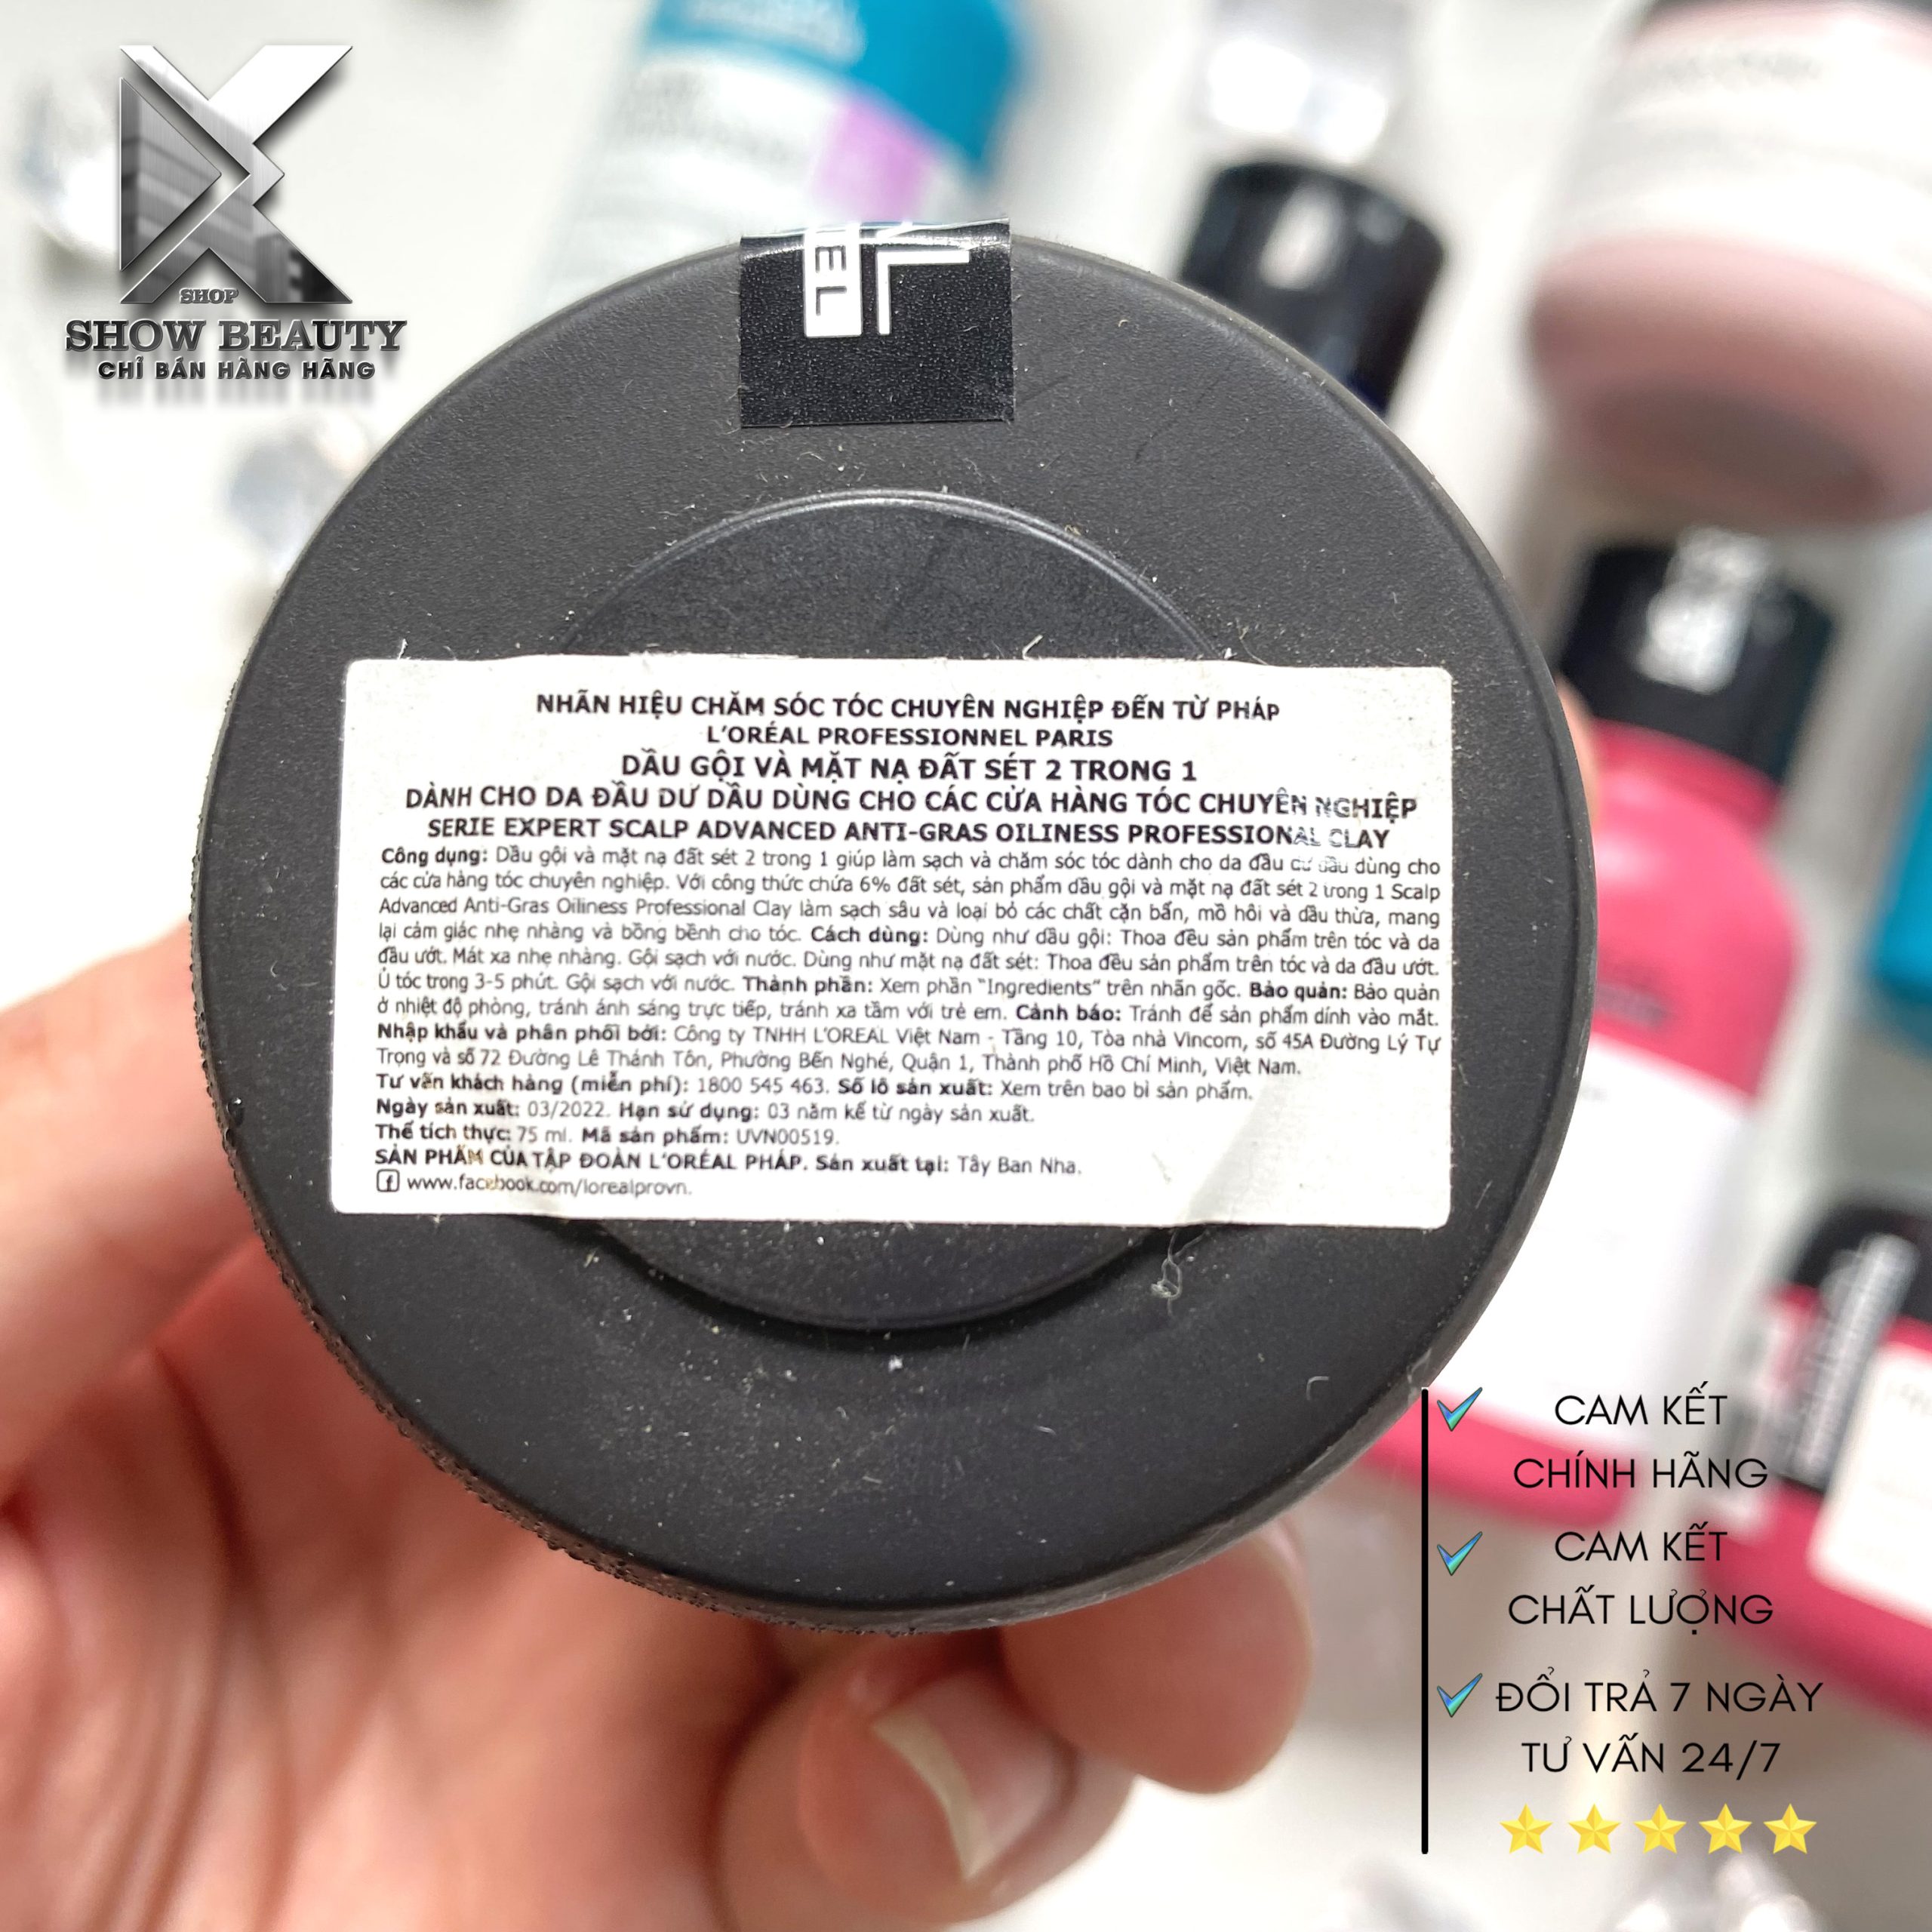 SHOP
SHOW BEAUTY
CHỈ BÁN HÀNG HÃNG
EL
L
NHÃN HIỆU CHĂM SÓC TÓC CHUYÊN NGHIỆP ĐẾN TỪ PHÁP
L'ORÉAL PROFESSIONNEL PARIS
DẦU GỘI VÀ MẶT NẠ ĐẤT SÉT 2 TRONG 1
DÀNH CHO DA ĐẦU DƯ DẦU DÙNG CHO CÁC CỬA HÀNG TÓC CHUYÊN NGHIỆP
SERIE EXPERT SCALP ADVANCED ANTI-GRAS OILINESS PROFESSIONAL CLAY
Công dụng: Dầu gội và mặt nạ đất sét 2 trong 1 giúp làm sạch và chăm sóc tóc dành cho da đầu dư dầu dùng cho
các cửa hàng tóc chuyên nghiệp. Với công thức chứa 6% đất sét, sản phẩm dầu gội và mặt nạ đất sét 2 trong 1 Scalp
Advanced Anti-Gras Oiliness Professional Clay làm sạch sâu và loại bỏ các chất cặn bẩn, mồ hôi và dầu thừa, mang
lại cảm giác nhẹ nhàng và bồng bềnh cho tóc. Cách dùng: Dùng như dầu gội: Thoa đều sản phẩm trên tóc và da
đầu ướt. Mát xa nhẹ nhàng. Gội sạch với nước. Dùng như mặt nạ đất sét: Thoa đều sản phẩm trên tóc và da đầu ướt.
Ủ tóc trong 3-5 phút. Gội sạch với nước. Thành phần: Xem phần "Ingredients" trên nhãn gốc. Bảo quản: Bảo quản
ở nhiệt độ phòng, tránh ánh sáng trực tiếp, tránh xa tầm với trẻ em. Cảnh báo: Tránh để sản phẩm dính vào mắt.
Nhập khẩu và phân phối bởi: Công ty TNHH L'OREAL Việt Nam - Tầng 10, Tòa nhà Vincom, số 45A Đường Lý Tự
Trọng và số 72 Đường Lê Thánh Tôn, Phường Bến Nghé, Quận 1, Thành phố Hồ Chí Minh, Việt Nam.
Tư vấn khách hàng (miễn phí): 1800 545 463. Số lô sản xuất: Xem trên bao bì sản phẩm.
Ngày sản xuất: 03/2022. Hạn sử dụng: 03 năm kể từ ngày sản xuất.
Thể tích thực: 75 ml. Mã sản phẩm: UVN00519.
SẢN PHẨM CỦA TẬP ĐOÀN L'ORÉAL PHÁP. Sản xuất tại: Tây Ban Nha.
www.facebook.com/lorealprovn.
CAM KẾT
CHÍNH HÃNG
CAM KẾT
CHẤT LƯỢNG
ĐỔI TRẢ 7 NGÀY
TƯ VẤN 24/7